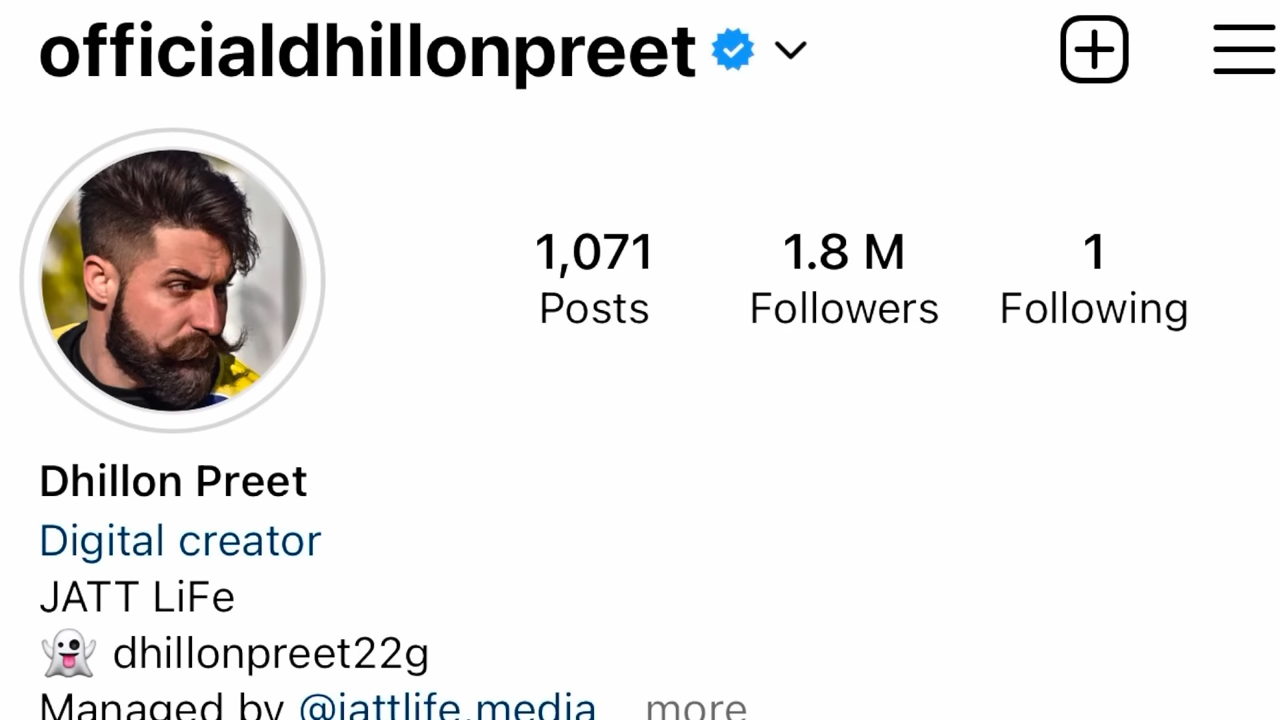 officialdhillonpreet
1,071 1.8 M 1
Posts Followers Following
Dhillon Preet
Digital creator
JATT LiFe
👻 dhillonpreet22g
Managed by @jattlife.media more